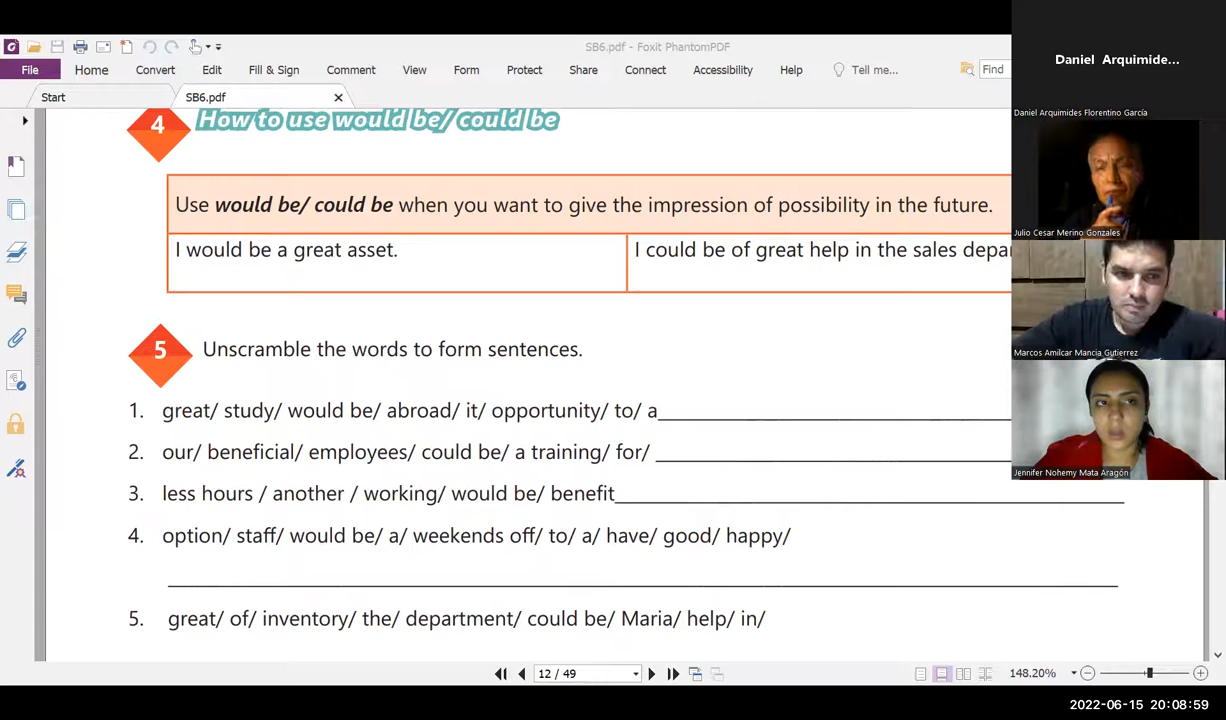 SB6.pdf - Foxit PhantomPDF
File Home Convert Edit Fill & Sign Comment View Form Protect Share Connect Accessibility Help Tell me... Find
Start SB6.pdf
4 How to use would be/ could be
Use would be/ could be when you want to give the impression of possibility in the future.
I would be a great asset. I could be of great help in the sales depa
5 Unscramble the words to form sentences.
1. great/ study/ would be/ abroad/ it/ opportunity/ to/ a
2. our/ beneficial/ employees/ could be/ a training/ for/
3. less hours / another / working/ would be/ benefit
4. option/ staff/ would be/ a/ weekends off/ to/ a/ have/ good/ happy/
5. great/ of/ inventory/ the/ department/ could be/ Maria/ help/ in/
12 / 49 148.20%
Daniel Arquimide...
Daniel Arquimides Florentino García
Julio Cesar Merino Gonzales
Marcos Amilcar Mancia Gutierrez
Jennifer Nohemy Mata Aragón
2022-06-15 20:08:59